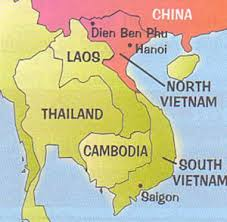 CHINA
Dien Ben Phu
Hanoi
LAOS
NORTH
VIETNAM
THAILAND
CAMBODIA
SOUTH
VIETNAM
Saigon